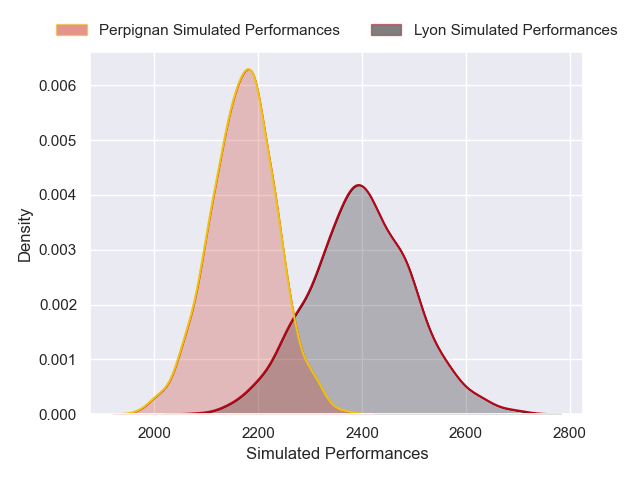 Perpignan Simulated Performances Lyon Simulated Performances
0.006
0.005
0.004
0.003
0.002
0.001
0.000
Density
2000 2200 2400 2600 2800
Simulated Performances